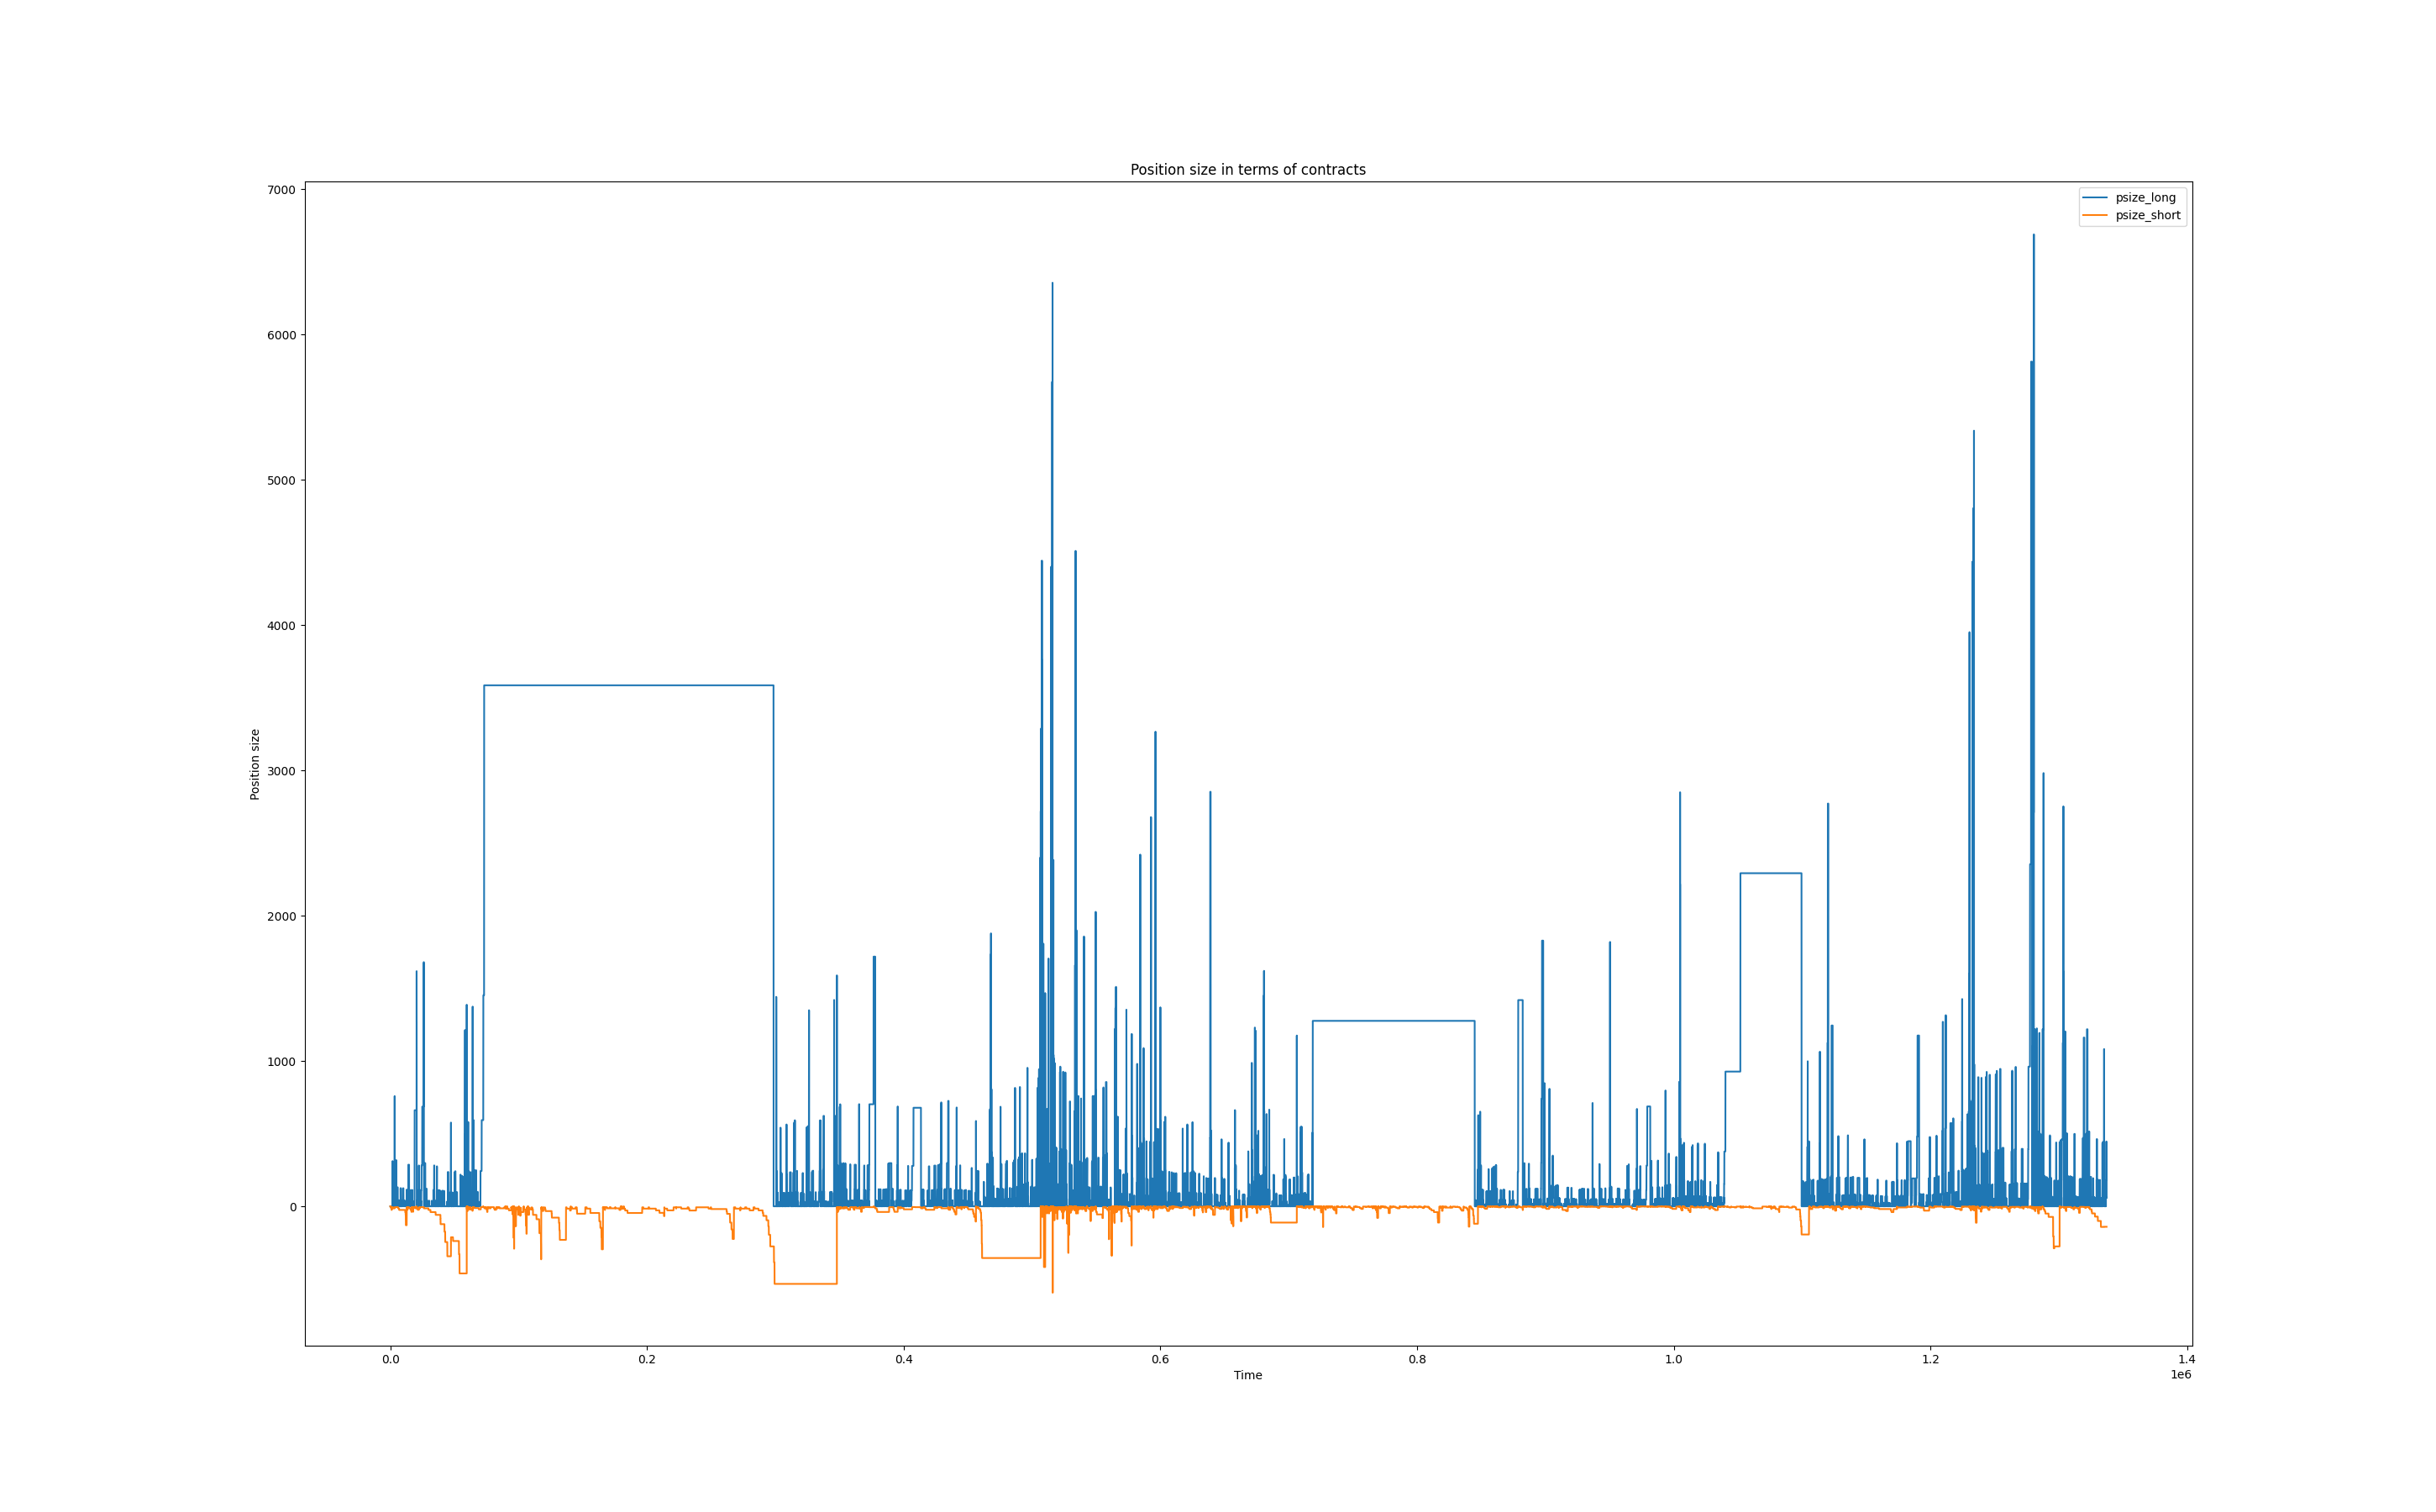 Position size in terms of contracts
psize_long
psize_short
7000
6000
5000
4000
3000
2000
1000
0
Position size
0.0 0.2 0.4 0.6 0.8 1.0 1.2 1.4
Time
1e6